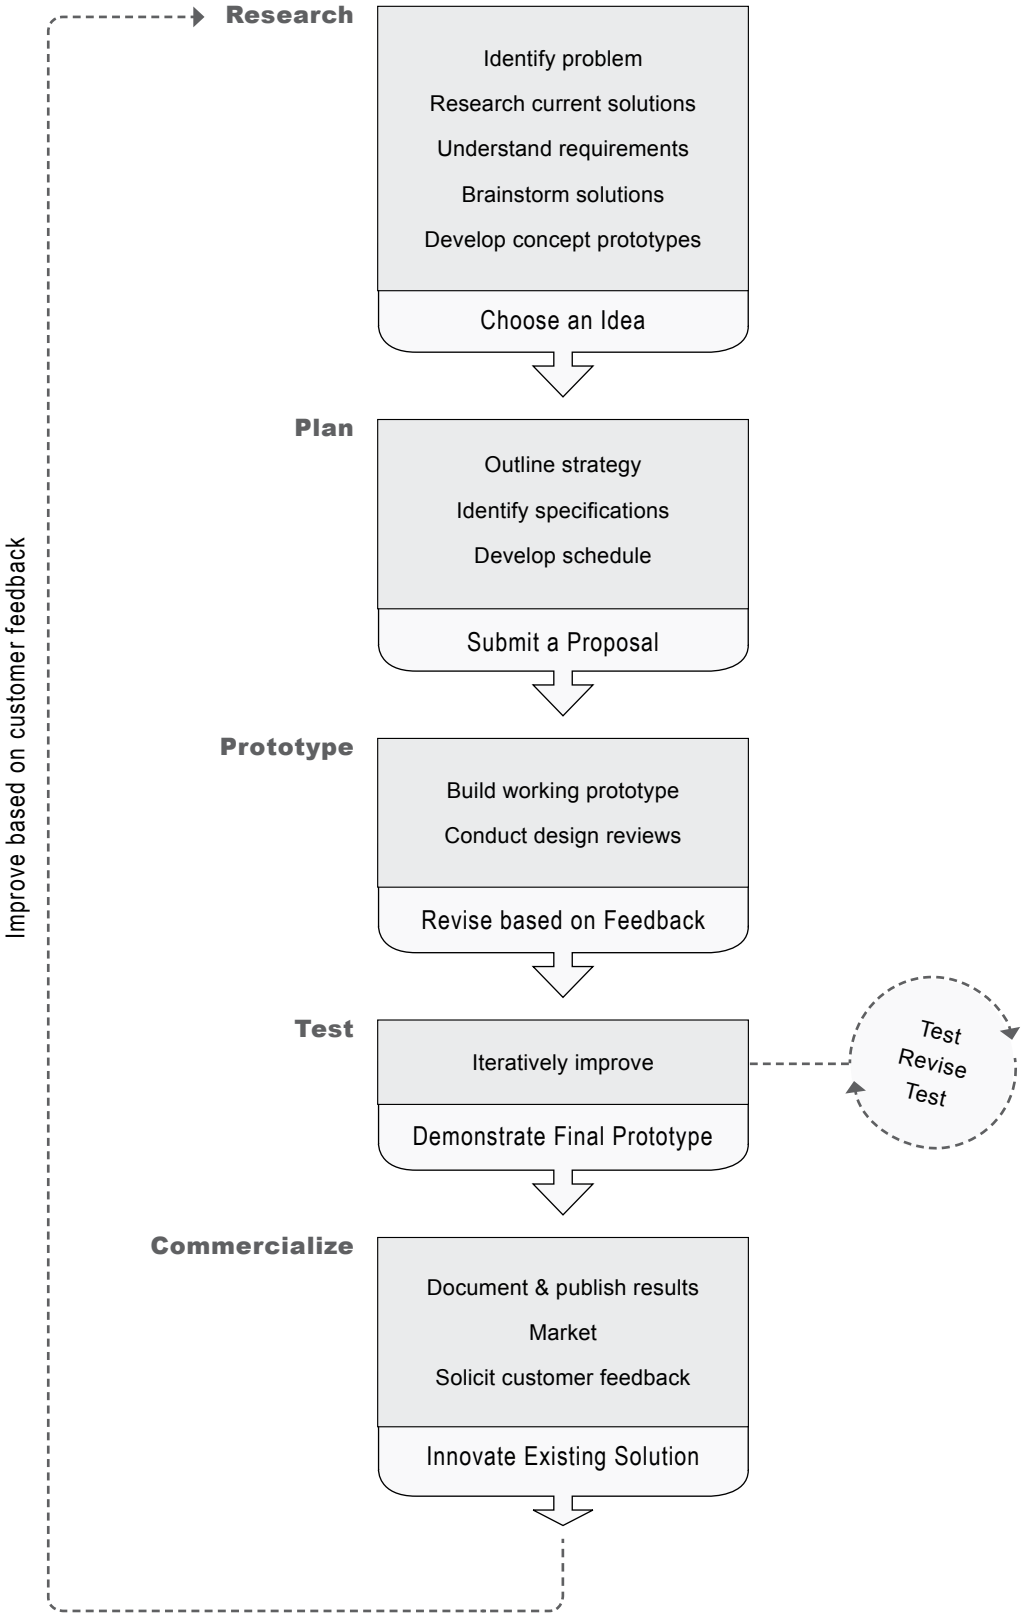 Research
Identify problem
Research current solutions
Understand requirements
Brainstorm solutions
Develop concept prototypes
Choose an Idea
Plan
Outline strategy
Identify specifications
Develop schedule
Submit a Proposal
Improve based on customer feedback
Prototype
Build working prototype
Conduct design reviews
Revise based on Feedback
Test
Iteratively improve
Test
Revise
Test
Demonstrate Final Prototype
Commercialize
Document & publish results
Market
Solicit customer feedback
Innovate Existing Solution